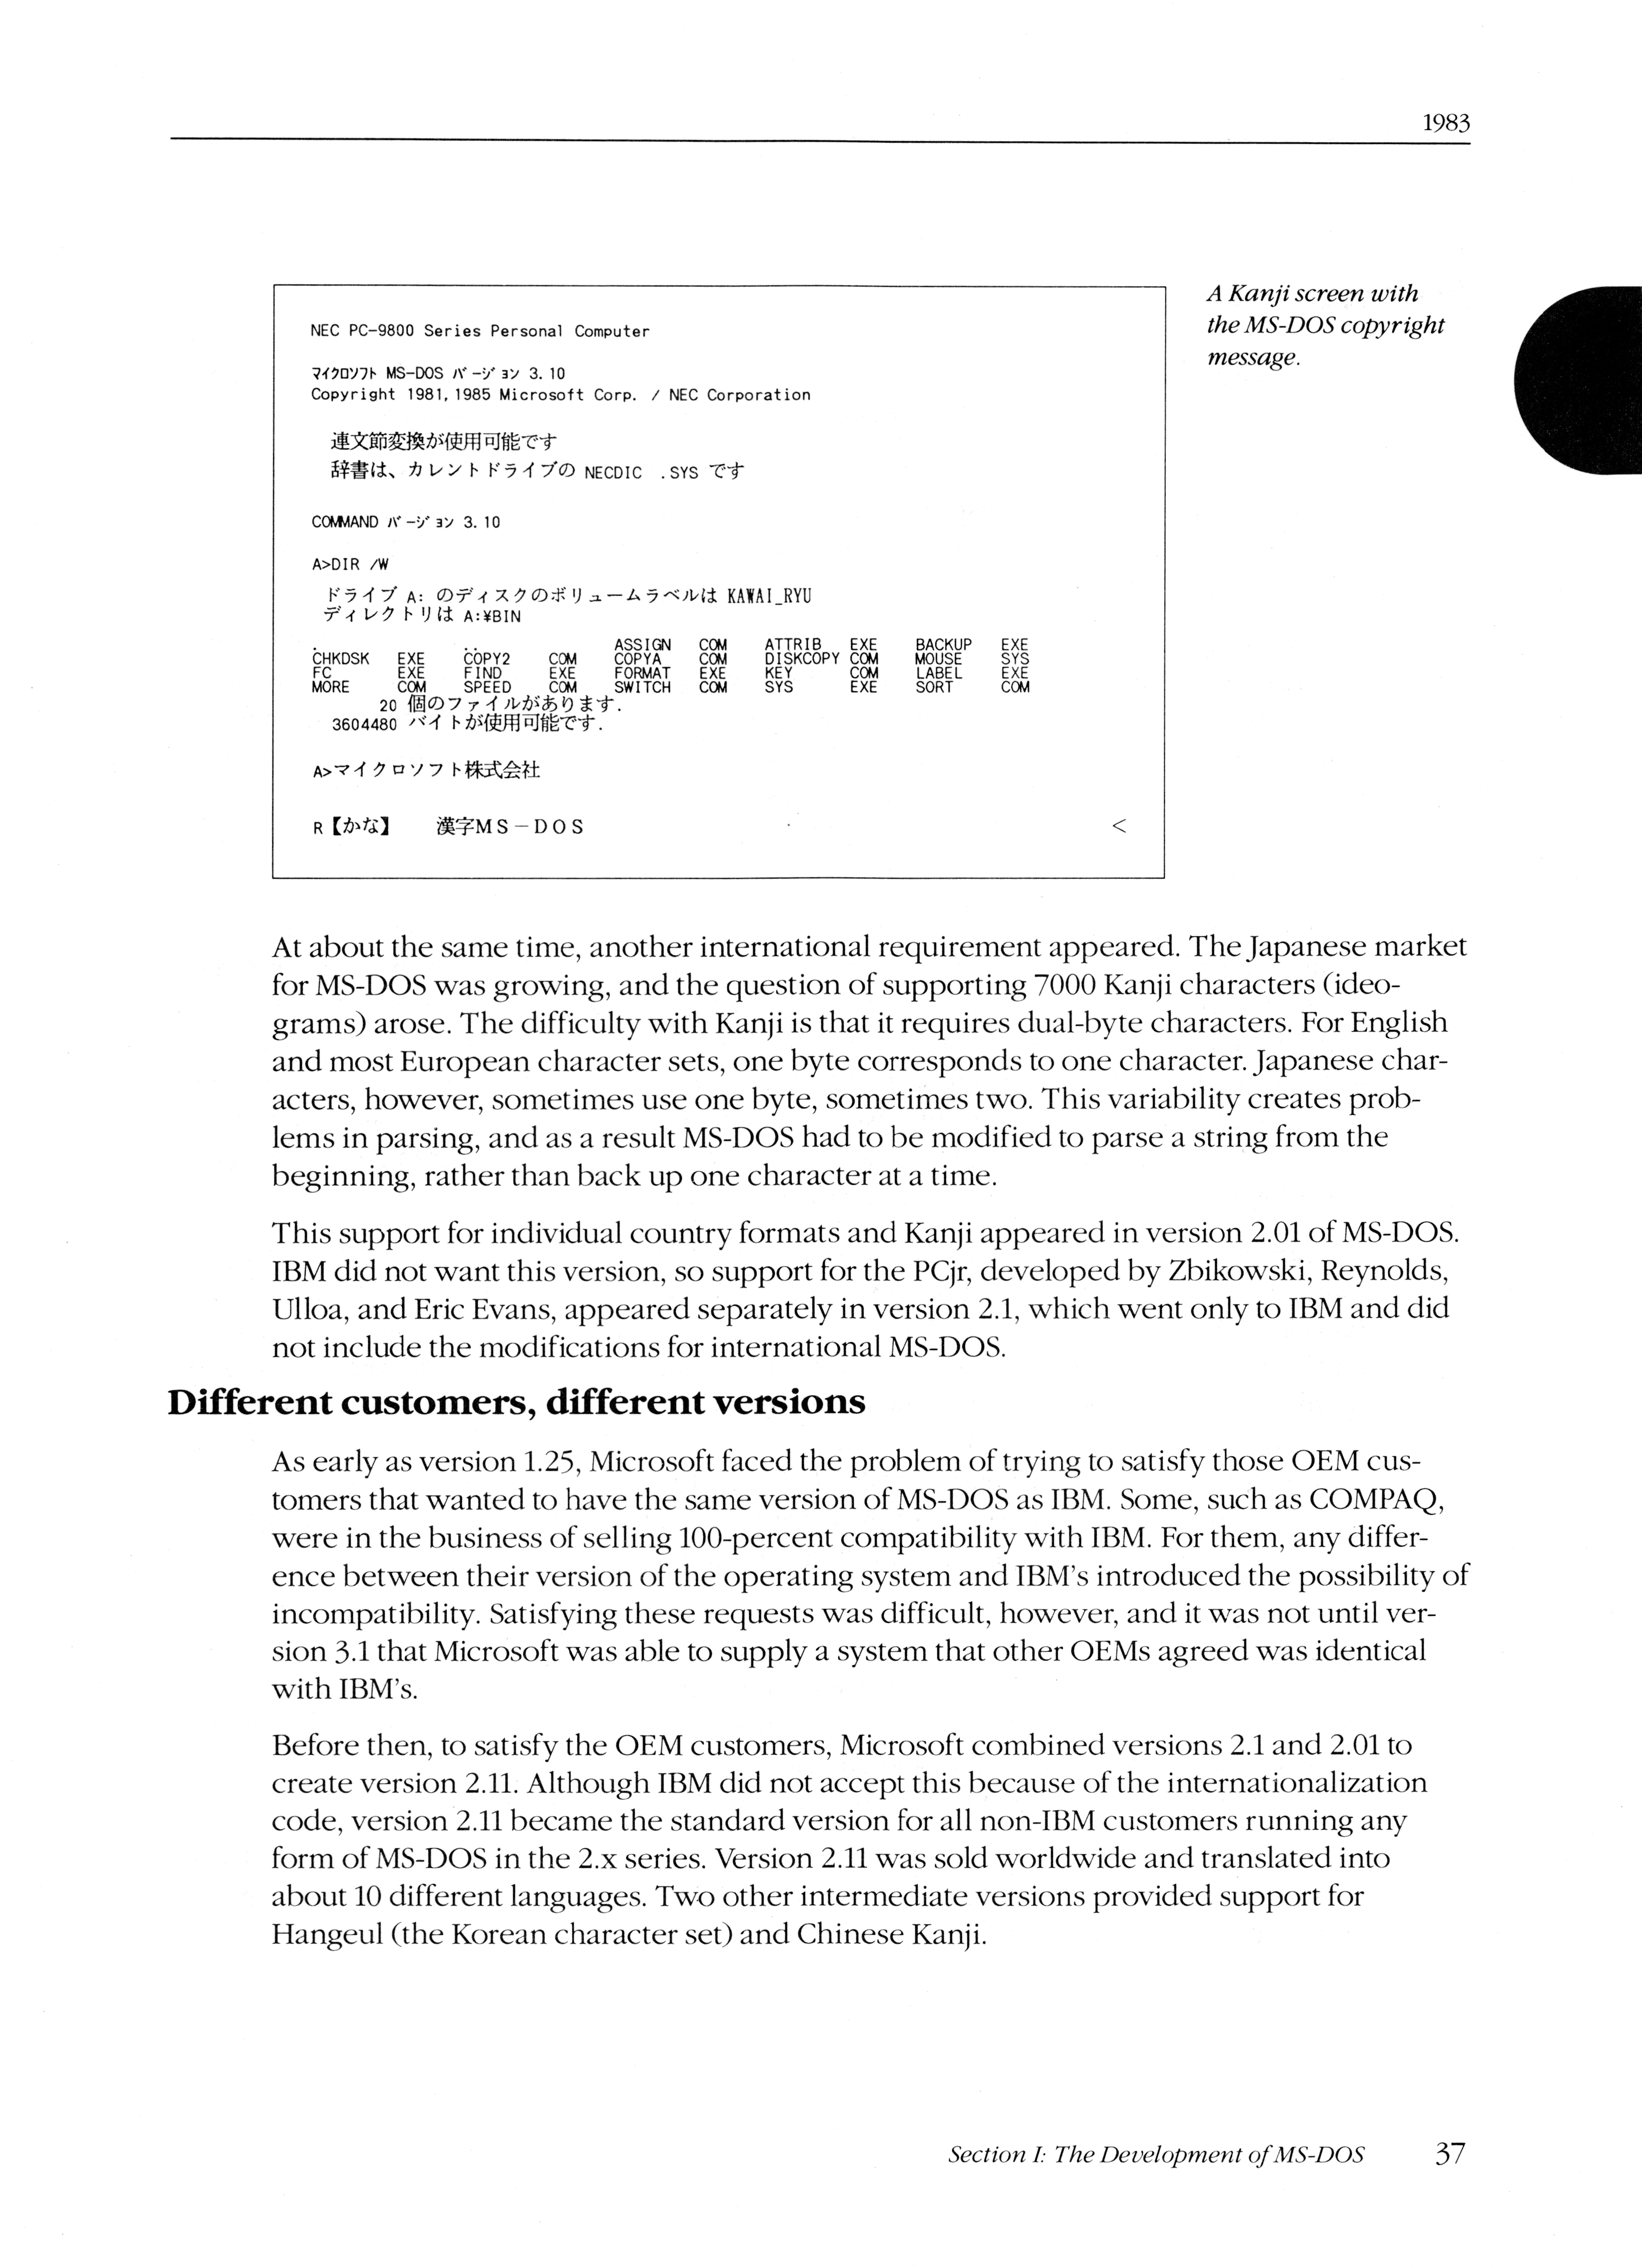 1983
NEC PC-9800 Series Personal Computer
ﾏｲｸﾛｿﾌﾄ MS-DOS ﾊﾞｰｼﾞｮﾝ 3.10
Copyright 1981,1985 Microsoft Corp. / NEC Corporation
連文節変換が使用可能です
辞書は、カレントドライブの NECDIC .SYS です
COMMAND ﾊﾞｰｼﾞｮﾝ 3.10
A>DIR /W
ドライブ A: のディスクのボリュームラベルは KAWAI_RYU
ディレクトリは A:¥BIN
. .. ASSIGN COM ATTRIB EXE BACKUP EXE
CHKDSK EXE COPY2 COM COPYA COM DISKCOPY COM MOUSE SYS
FC EXE FIND EXE FORMAT EXE KEY COM LABEL EXE
MORE COM SPEED COM SWITCH COM SYS EXE SORT COM
20 個のファイルがあります.
3604480 バイトが使用可能です.
A>マイクロソフト株式会社
R【かな】 漢字ＭＳ－ＤＯＳ <
A Kanji screen with
the MS-DOS copyright
message.
At about the same time, another international requirement appeared. The Japanese market
for MS-DOS was growing, and the question of supporting 7000 Kanji characters (ideo-
grams) arose. The difficulty with Kanji is that it requires dual-byte characters. For English
and most European character sets, one byte corresponds to one character. Japanese char-
acters, however, sometimes use one byte, sometimes two. This variability creates prob-
lems in parsing, and as a result MS-DOS had to be modified to parse a string from the
beginning, rather than back up one character at a time.
This support for individual country formats and Kanji appeared in version 2.01 of MS-DOS.
IBM did not want this version, so support for the PCjr, developed by Zbikowski, Reynolds,
Ulloa, and Eric Evans, appeared separately in version 2.1, which went only to IBM and did
not include the modifications for international MS-DOS.
Different customers, different versions
As early as version 1.25, Microsoft faced the problem of trying to satisfy those OEM cus-
tomers that wanted to have the same version of MS-DOS as IBM. Some, such as COMPAQ,
were in the business of selling 100-percent compatibility with IBM. For them, any differ-
ence between their version of the operating system and IBM's introduced the possibility of
incompatibility. Satisfying these requests was difficult, however, and it was not until ver-
sion 3.1 that Microsoft was able to supply a system that other OEMs agreed was identical
with IBM's.
Before then, to satisfy the OEM customers, Microsoft combined versions 2.1 and 2.01 to
create version 2.11. Although IBM did not accept this because of the internationalization
code, version 2.11 became the standard version for all non-IBM customers running any
form of MS-DOS in the 2.x series. Version 2.11 was sold worldwide and translated into
about 10 different languages. Two other intermediate versions provided support for
Hangeul (the Korean character set) and Chinese Kanji.
Section I: The Development of MS-DOS 37